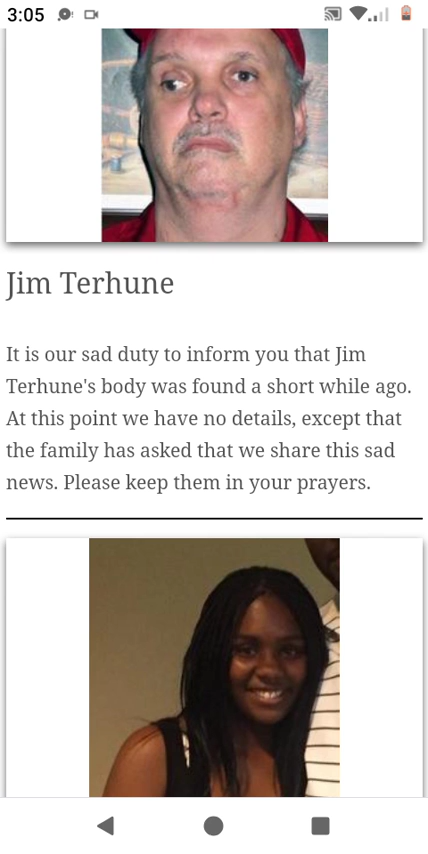 3:05
Jim Terhune
It is our sad duty to inform you that Jim
Terhune's body was found a short while ago.
At this point we have no details, except that
the family has asked that we share this sad
news. Please keep them in your prayers.